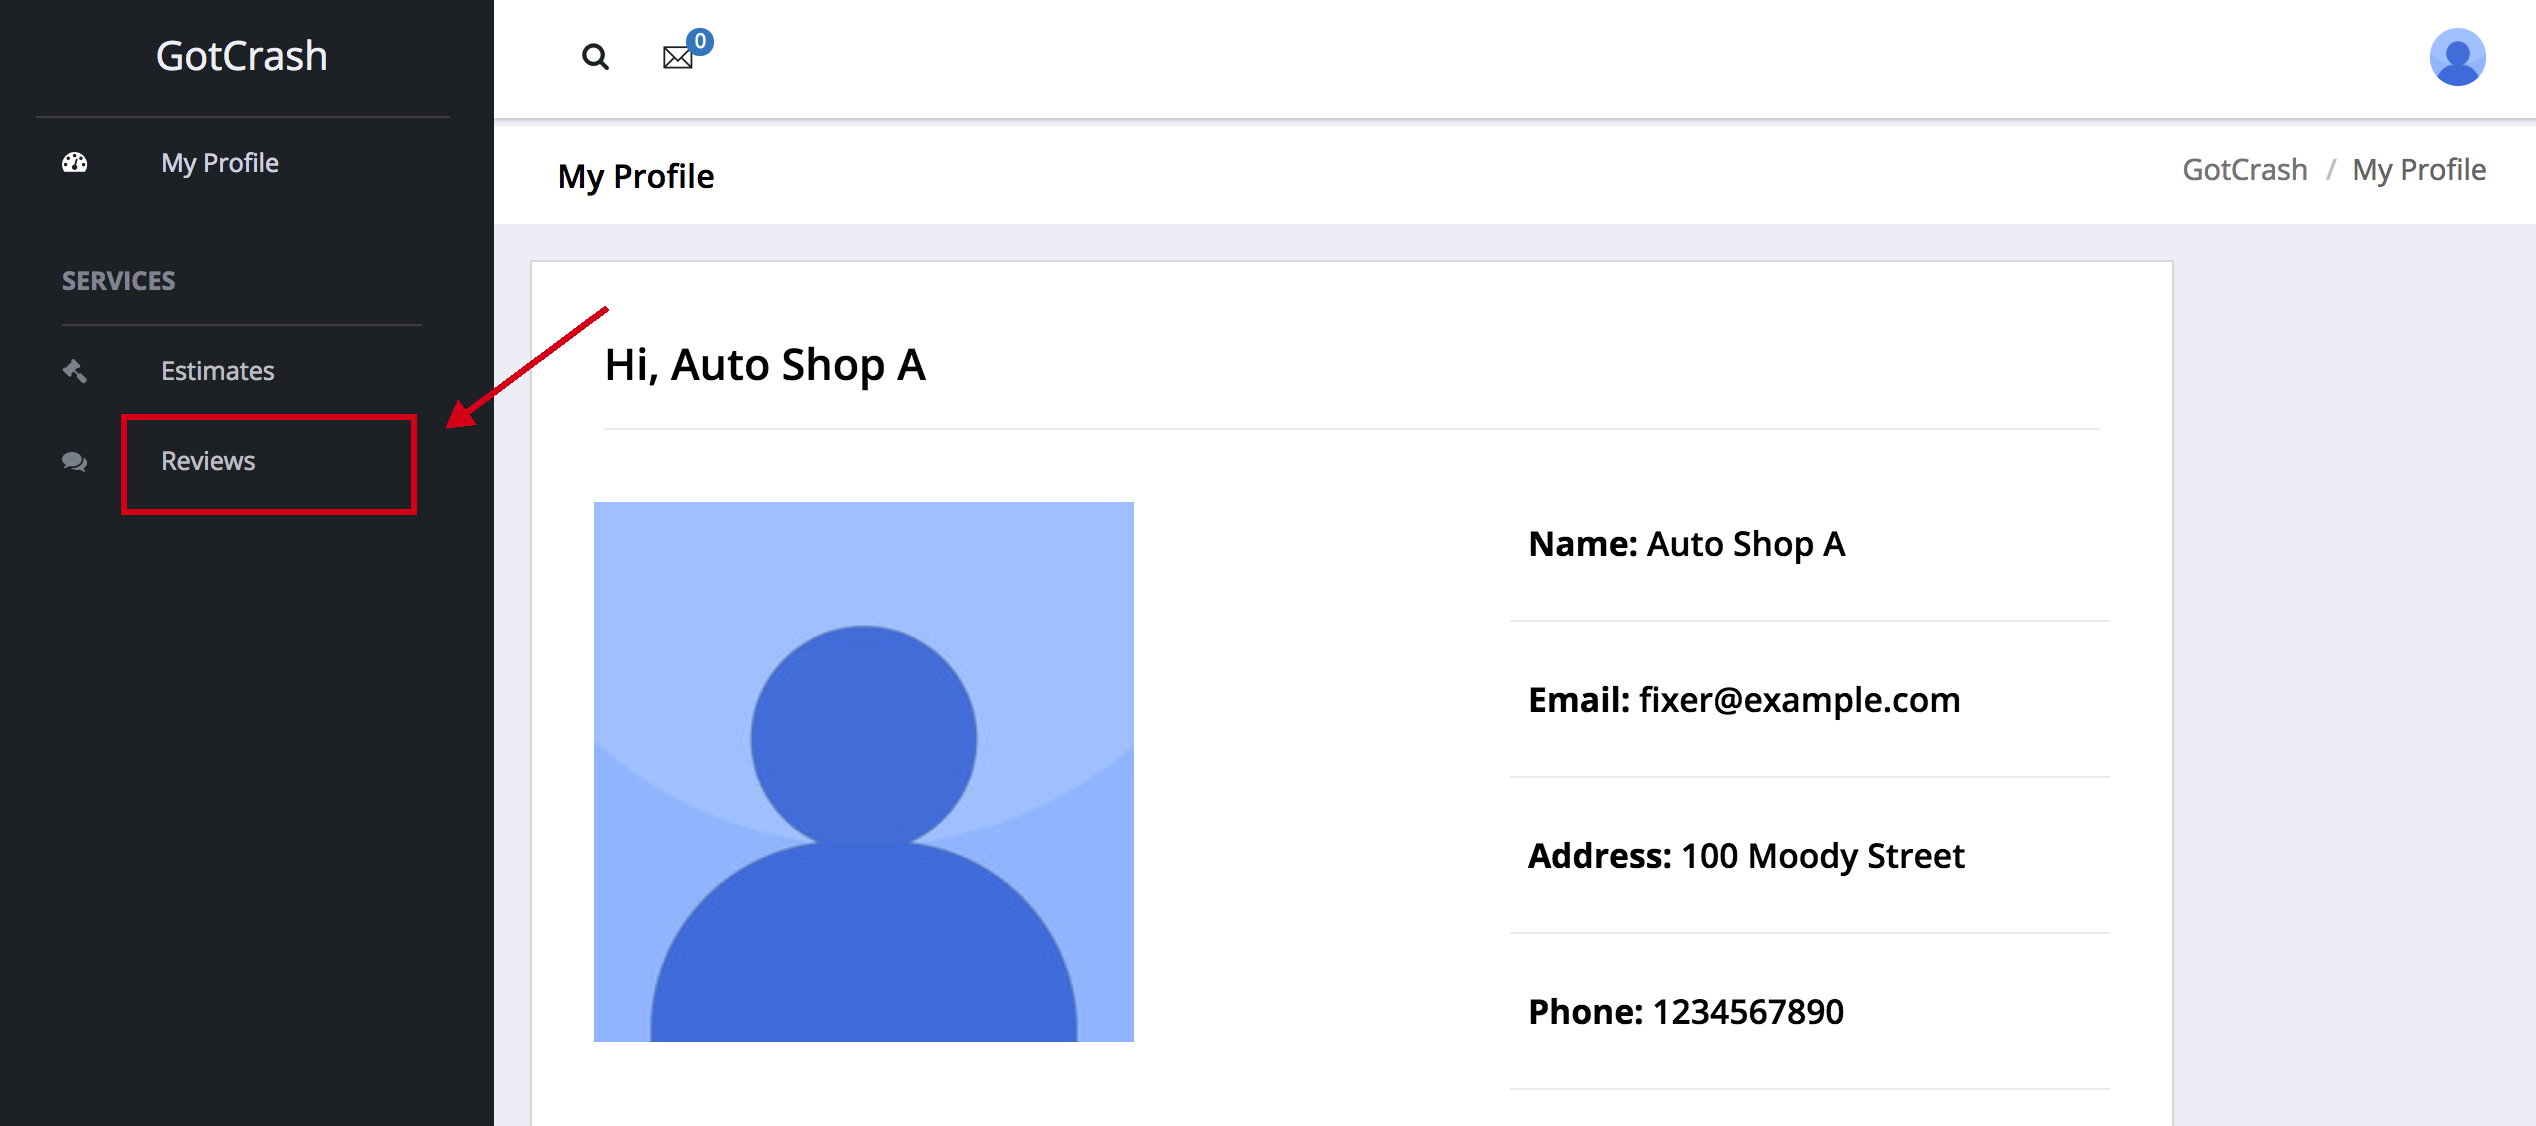 GotCrash
0
My Profile
My Profile
GotCrash / My Profile
SERVICES
Estimates
Reviews
Hi, Auto Shop A
Name: Auto Shop A
Email: fixer@example.com
Address: 100 Moody Street
Phone: 1234567890